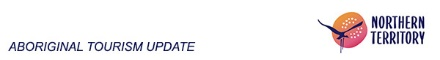 NORTHERN
TERRITORY
ABORIGINAL TOURISM UPDATE